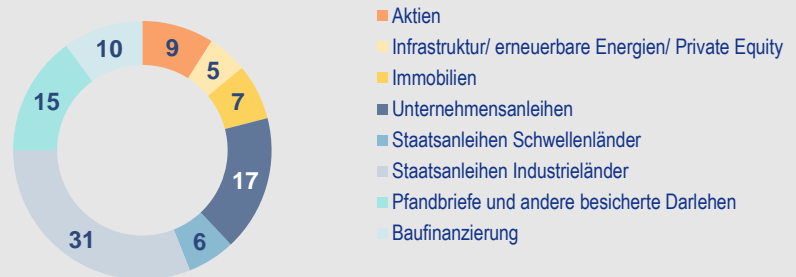 10
9
5
7
15
17
31
6
Aktien
Infrastruktur/ erneuerbare Energien/ Private Equity
Immobilien
Unternehmensanleihen
Staatsanleihen Schwellenländer
Staatsanleihen Industrieländer
Pfandbriefe und andere besicherte Darlehen
Baufinanzierung